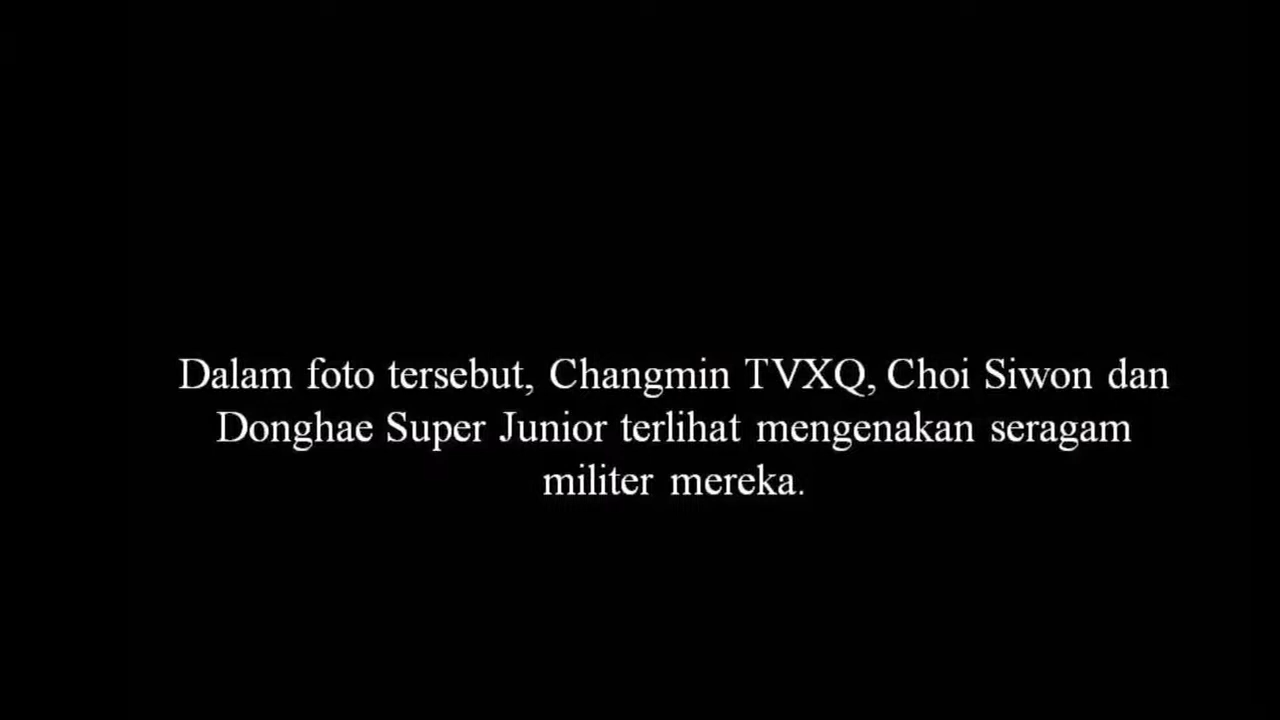 Dalam foto tersebut, Changmin TVXQ, Choi Siwon dan
Donghae Super Junior terlihat mengenakan seragam
militer mereka.